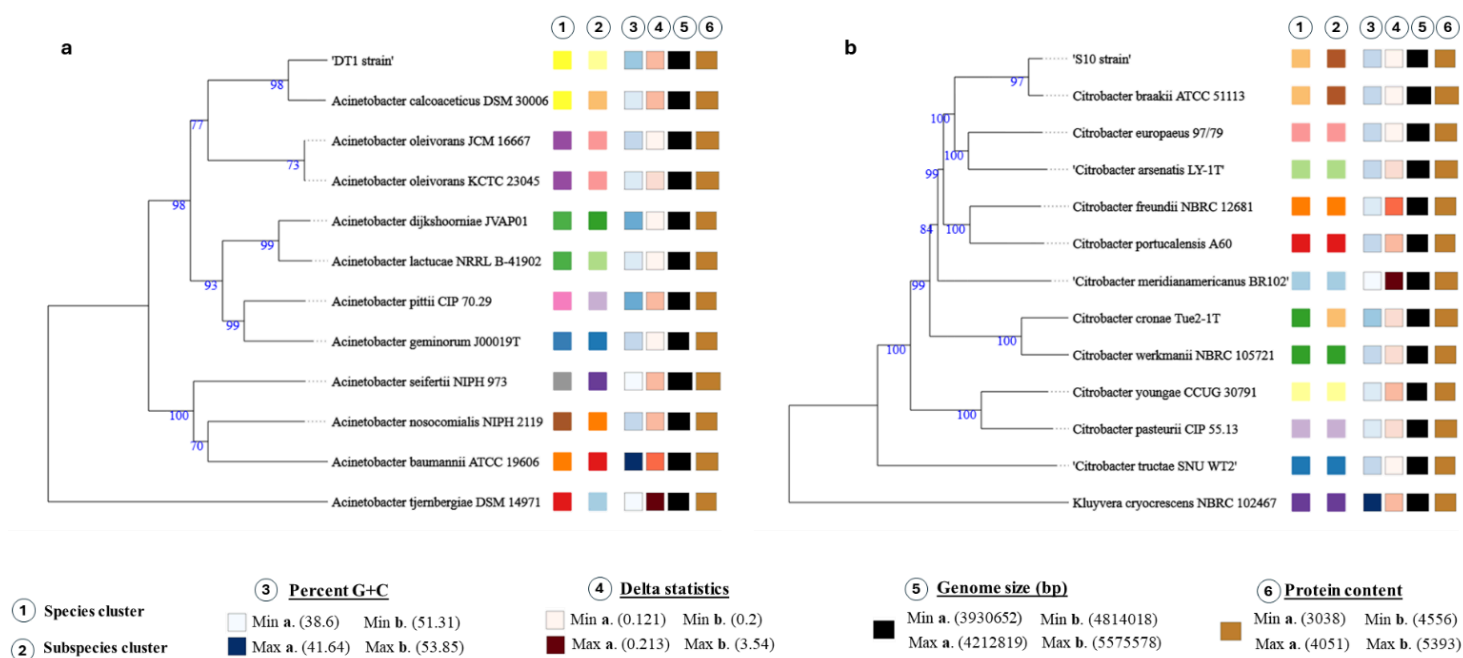 a
1 2 3 4 5 6
'DT1 strain'
98
Acinetobacter calcoaceticus DSM 30006
77
Acinetobacter oleivorans JCM 16667
73
Acinetobacter oleivorans KCTC 23045
98
Acinetobacter dijkshoorniae JVAP01
99
Acinetobacter lactucae NRRL B-41902
93
Acinetobacter pittii CIP 70.29
99
Acinetobacter geminorum J00019T
Acinetobacter seifertii NIPH 973
100
Acinetobacter nosocomialis NIPH 2119
70
Acinetobacter baumannii ATCC 19606
Acinetobacter tjernbergiae DSM 14971
b
1 2 3 4 5 6
'S10 strain'
97
Citrobacter braakii ATCC 51113
100
Citrobacter europaeus 97/79
100
Citrobacter arsenatis LY-1T'
99
Citrobacter freundii NBRC 12681
84
100
Citrobacter portucalensis A60
'Citrobacter meridianamericanus BR102'
99
Citrobacter cronae Tue2-1T
100
100
Citrobacter werkmanii NBRC 105721
Citrobacter youngae CCUG 30791
100
Citrobacter pasteurii CIP 55.13
'Citrobacter tructae SNU WT2'
Kluyvera cryocrescens NBRC 102467
1 Species cluster
2 Subspecies cluster
3 Percent G+C
Min a. (38.6) Min b. (51.31)
Max a. (41.64) Max b. (53.85)
4 Delta statistics
Min a. (0.121) Min b. (0.2)
Max a. (0.213) Max b. (3.54)
5 Genome size (bp)
Min a. (3930652) Min b. (4814018)
Max a. (4212819) Max b. (5575578)
6 Protein content
Min a. (3038) Min b. (4556)
Max a. (4051) Max b. (5393)